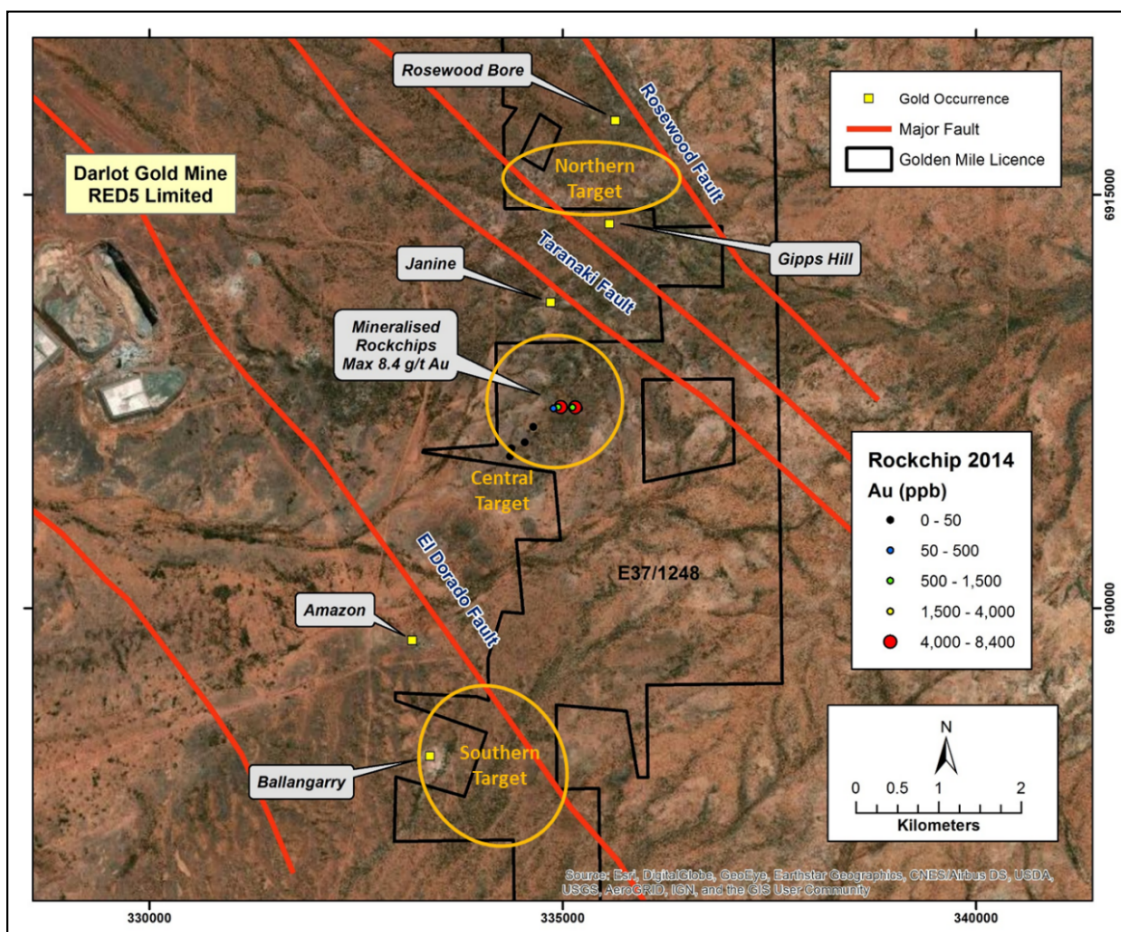 Rosewood Bore
Rosewood Fault
Gold Occurrence
Major Fault
Golden Mile Licence
Darlot Gold Mine
RED5 Limited
Northern
Target
6915000
Gipps Hill
Taranaki Fault
Janine
Mineralised
Rockchips
Max 8.4 g/t Au
Central
Target
Rockchip 2014
Au (ppb)
0 - 50
50 - 500
500 - 1,500
1,500 - 4,000
4,000 - 8,400
E37/1248
El Dorado Fault
6910000
Amazon
Southern
Target
Ballangarry
N
0 0.5 1 2
Kilometers
Source: Esri, DigitalGlobe, GeoEye, Earthstar Geographics, CNES/Airbus DS, USDA,
USGS, AeroGRID, IGN, and the GIS User Community
330000 335000 340000